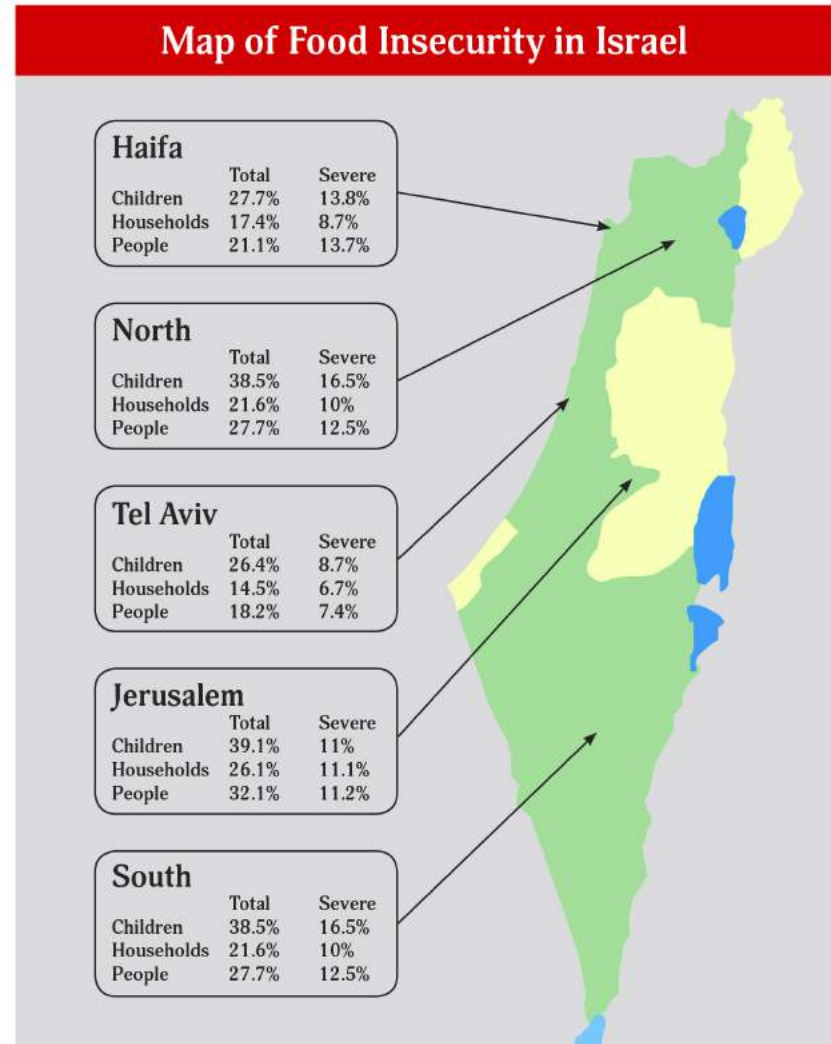 Map of Food Insecurity in Israel
Haifa
Total Severe
Children 27.7% 13.8%
Households 17.4% 8.7%
People 21.1% 13.7%
North
Total Severe
Children 38.5% 16.5%
Households 21.6% 10%
People 27.7% 12.5%
Tel Aviv
Total Severe
Children 26.4% 8.7%
Households 14.5% 6.7%
People 18.2% 7.4%
Jerusalem
Total Severe
Children 39.1% 11%
Households 26.1% 11.1%
People 32.1% 11.2%
South
Total Severe
Children 38.5% 16.5%
Households 21.6% 10%
People 27.7% 12.5%